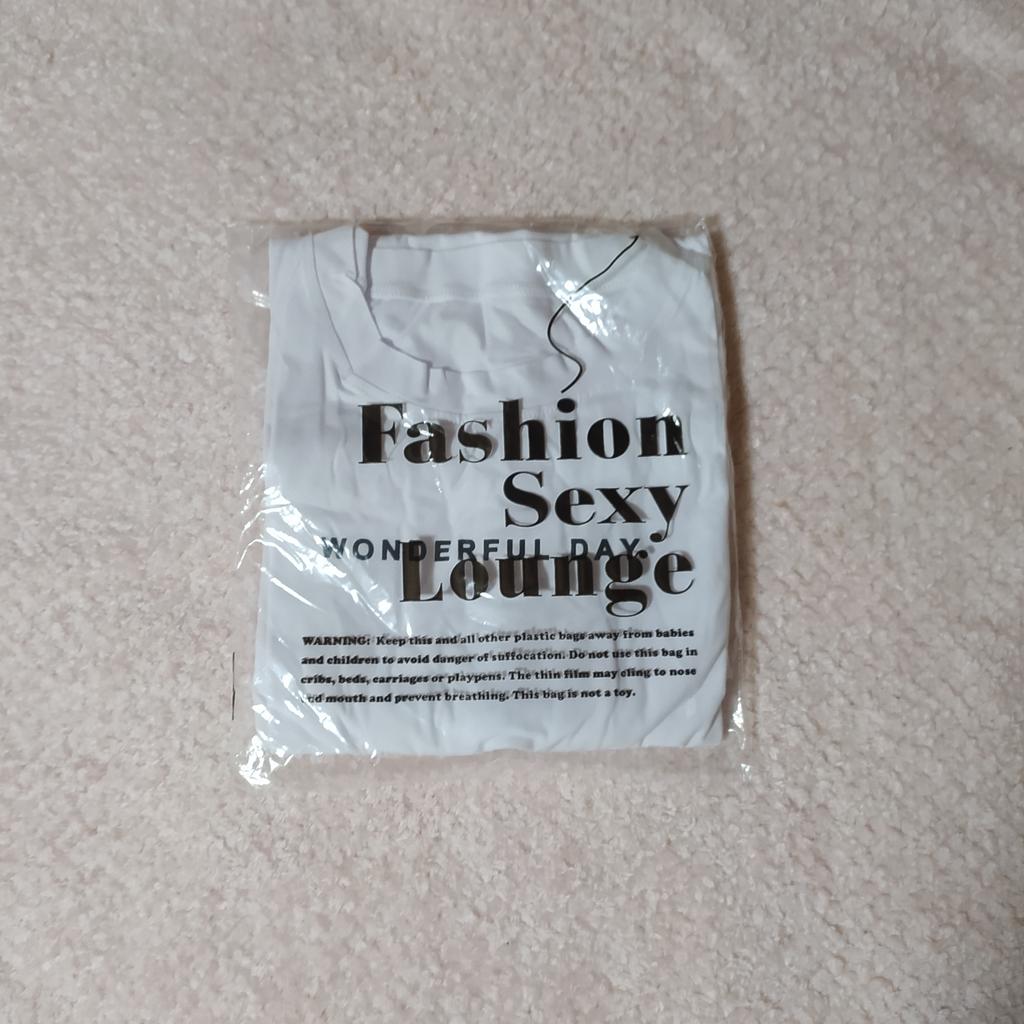 Fashion
Sexy
WONDERFUL DAY
Lounge
WARNING: Keep this and all other plastic bags away from babies
and children to avoid danger of suffocation. Do not use this bag in
cribs, beds, carriages or playpens. The thin film may cling to nose
and mouth and prevent breathing. This bag is not a toy.